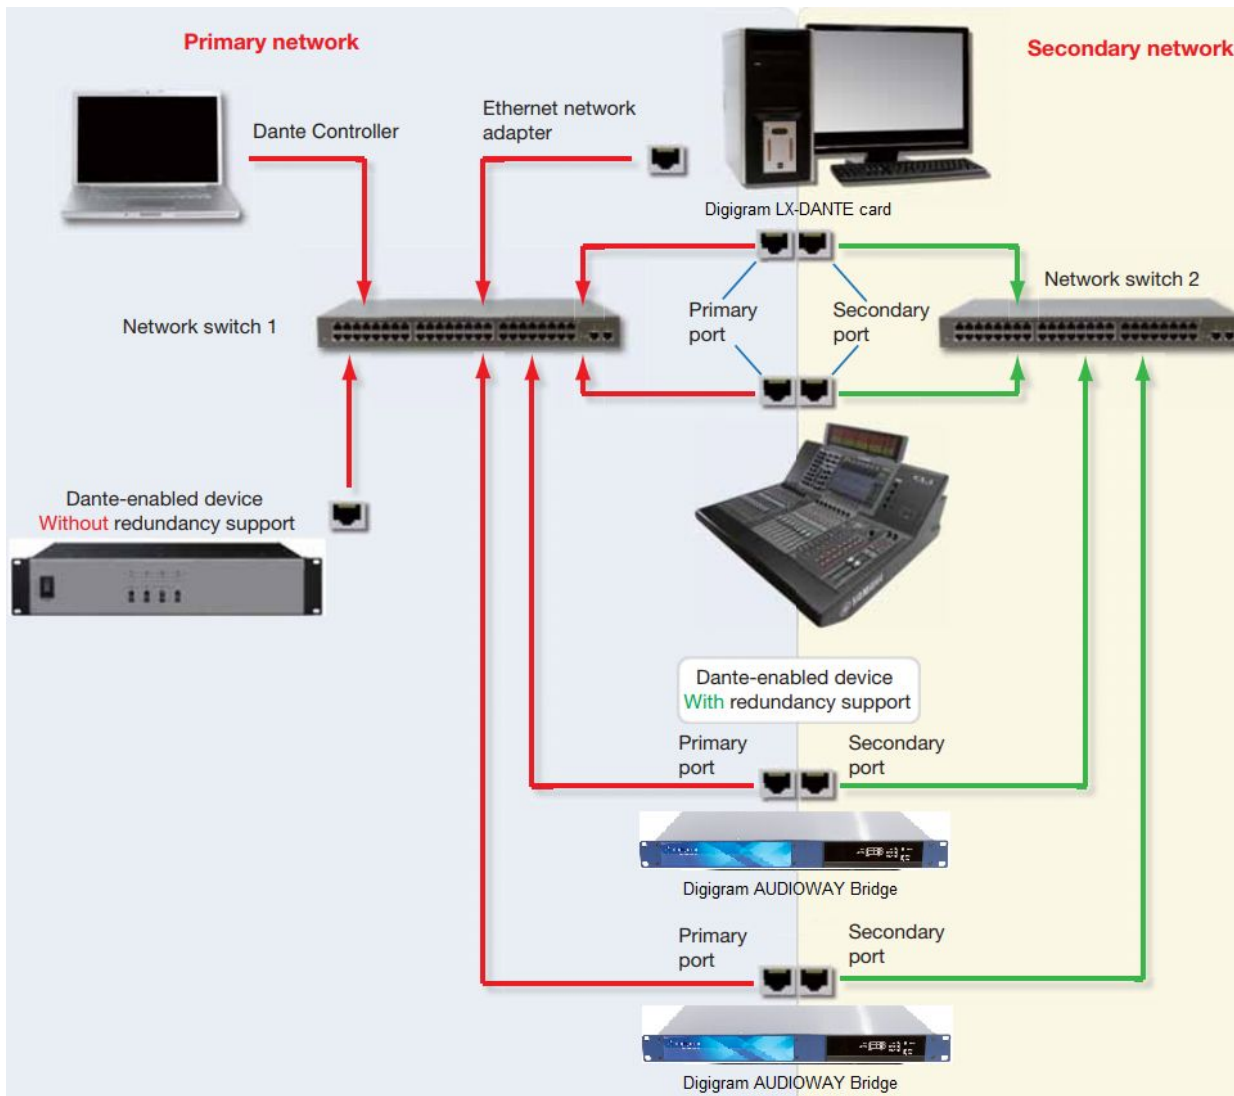 Primary network
Secondary network
Dante Controller
Ethernet network
adapter
Digigram LX-DANTE card
Network switch 1
Primary
port
Secondary
port
Network switch 2
Dante-enabled device
Without redundancy support
YAMAHA
Dante-enabled device
With redundancy support
Primary
port
Secondary
port
Digigram AUDIOWAY Bridge
Primary
port
Secondary
port
Digigram AUDIOWAY Bridge